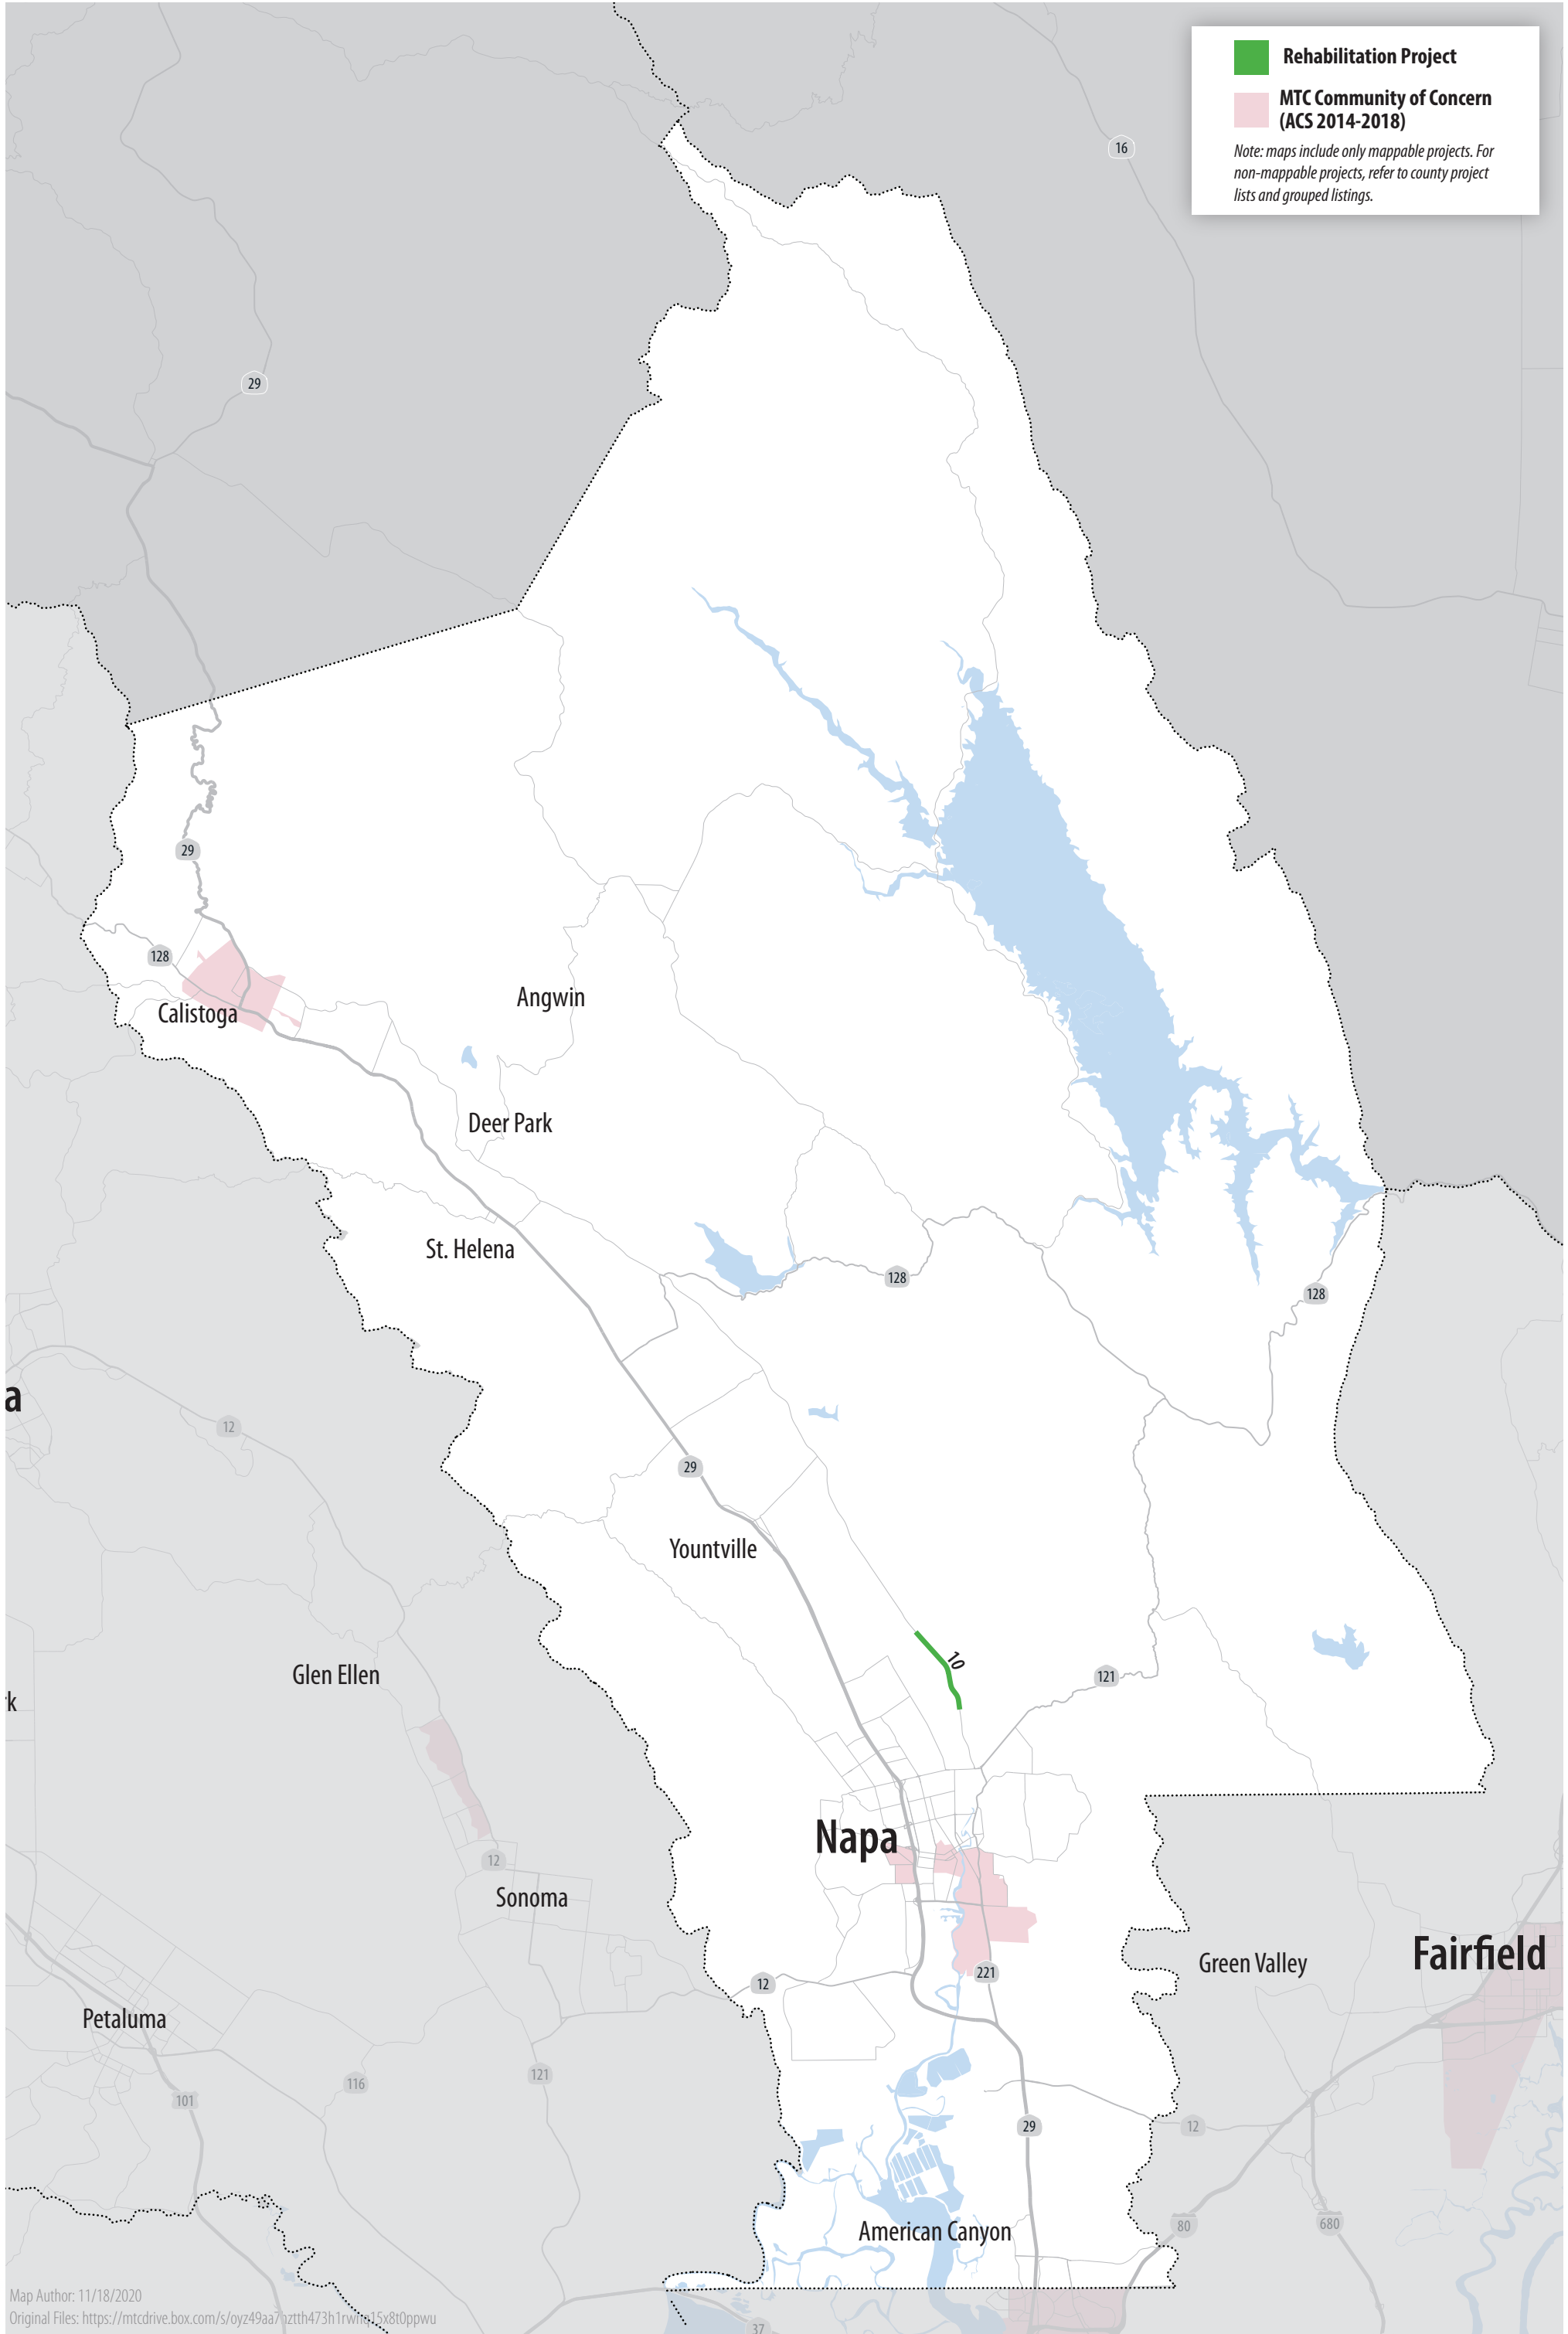 Rehabilitation Project
MTC Community of Concern
(ACS 2014-2018)
Note: maps include only mappable projects. For
non-mappable projects, refer to county project
lists and grouped listings.
16
29
29
128
Calistoga
Angwin
Deer Park
St. Helena
128
128
a
12
29
Yountville
10
Glen Ellen
121
rk
Napa
12
Sonoma
Green Valley
Fairfield
221
12
Petaluma
121
116
101
29
12
American Canyon
80
680
37
Map Author: 11/18/2020
Original Files: